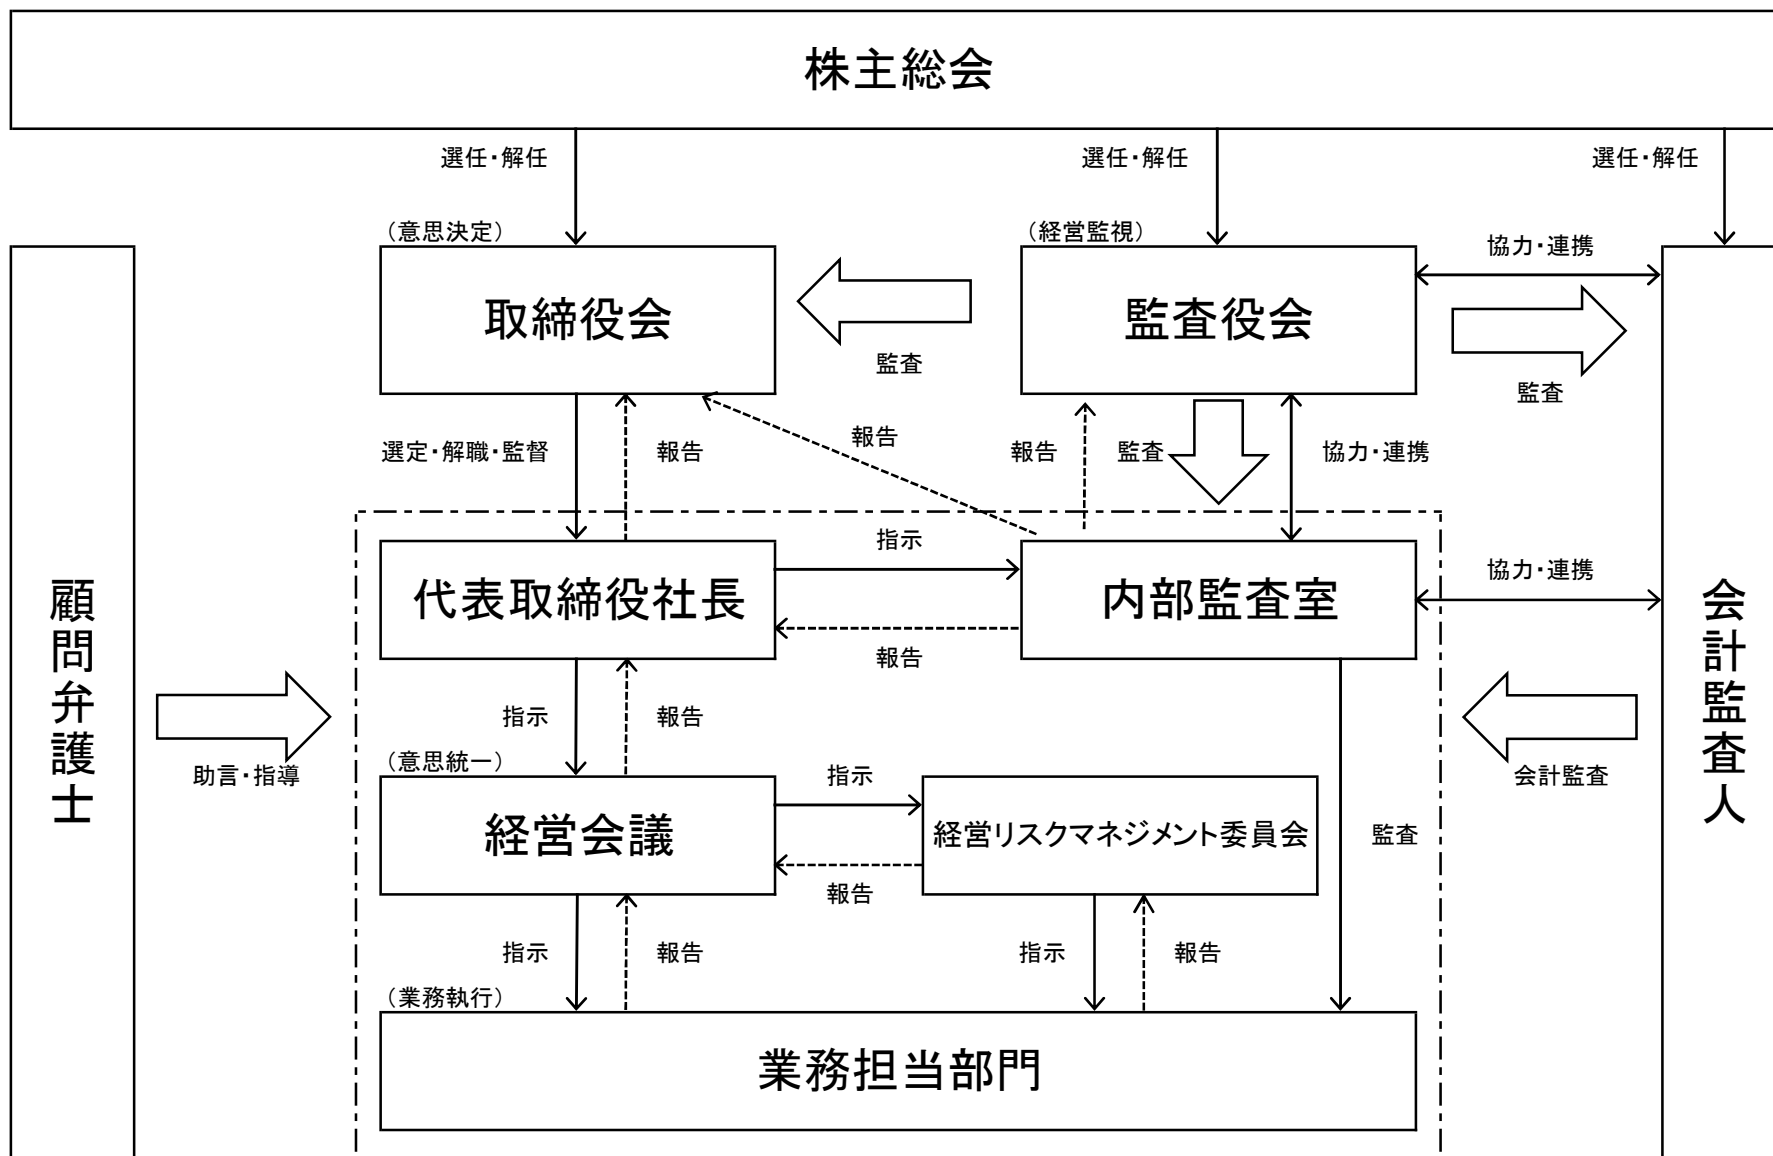 株主総会
選任・解任
選任・解任
選任・解任
（意思決定）
（経営監視）
取締役会
監査役会
協力・連携
監査
監査
選定・解職・監督
報告
報告
報告
監査
協力・連携
代表取締役社長
指示
内部監査室
報告
協力・連携
顧問弁護士
会計監査人
指示
報告
助言・指導
会計監査
（意思統一）
経営会議
指示
経営リスクマネジメント委員会
報告
監査
指示
報告
指示
報告
（業務執行）
業務担当部門